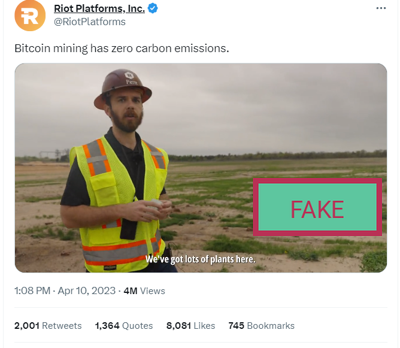 Riot Platforms, Inc.
@RiotPlatforms
Bitcoin mining has zero carbon emissions.
FAKE
We've got lots of plants here.
1:08 PM · Apr 10, 2023 · 4M Views
2,001 Retweets 1,364 Quotes 8,081 Likes 745 Bookmarks